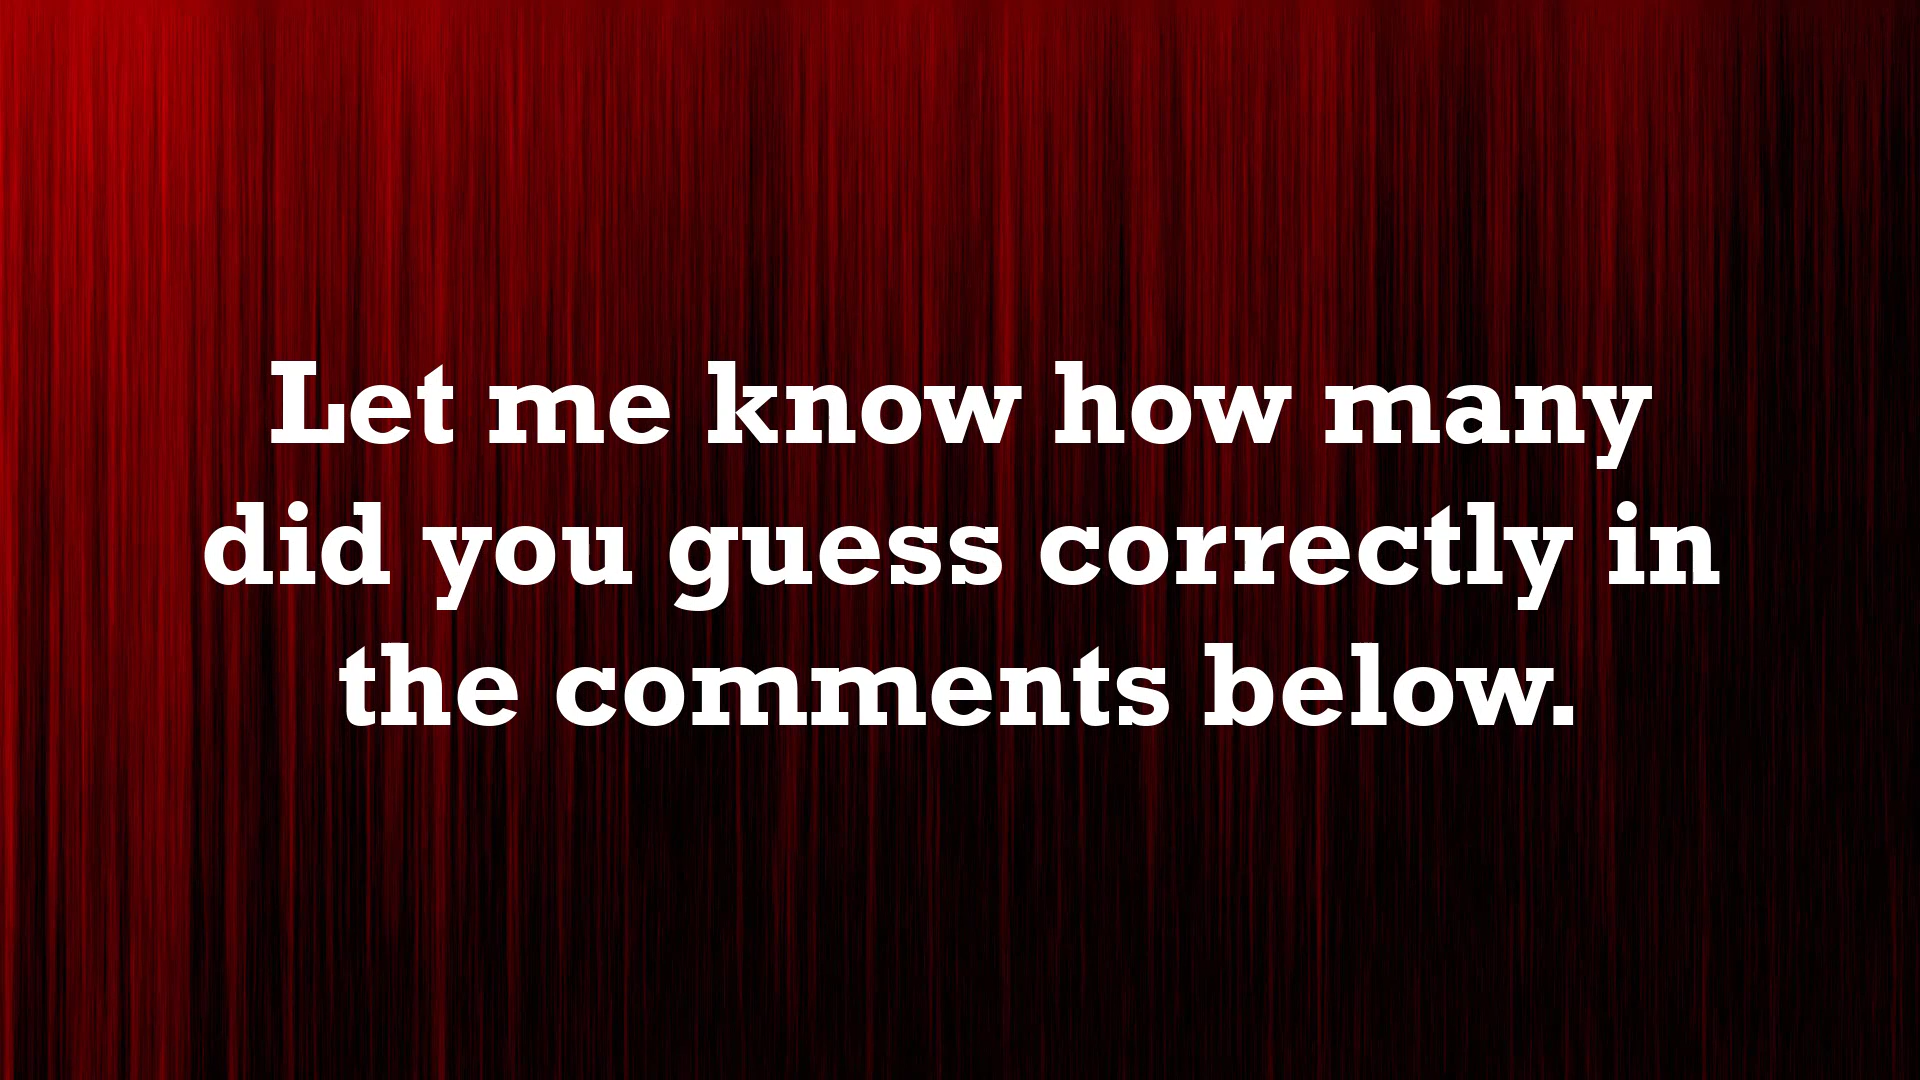 Let me know how many
did you guess correctly in
the comments below.